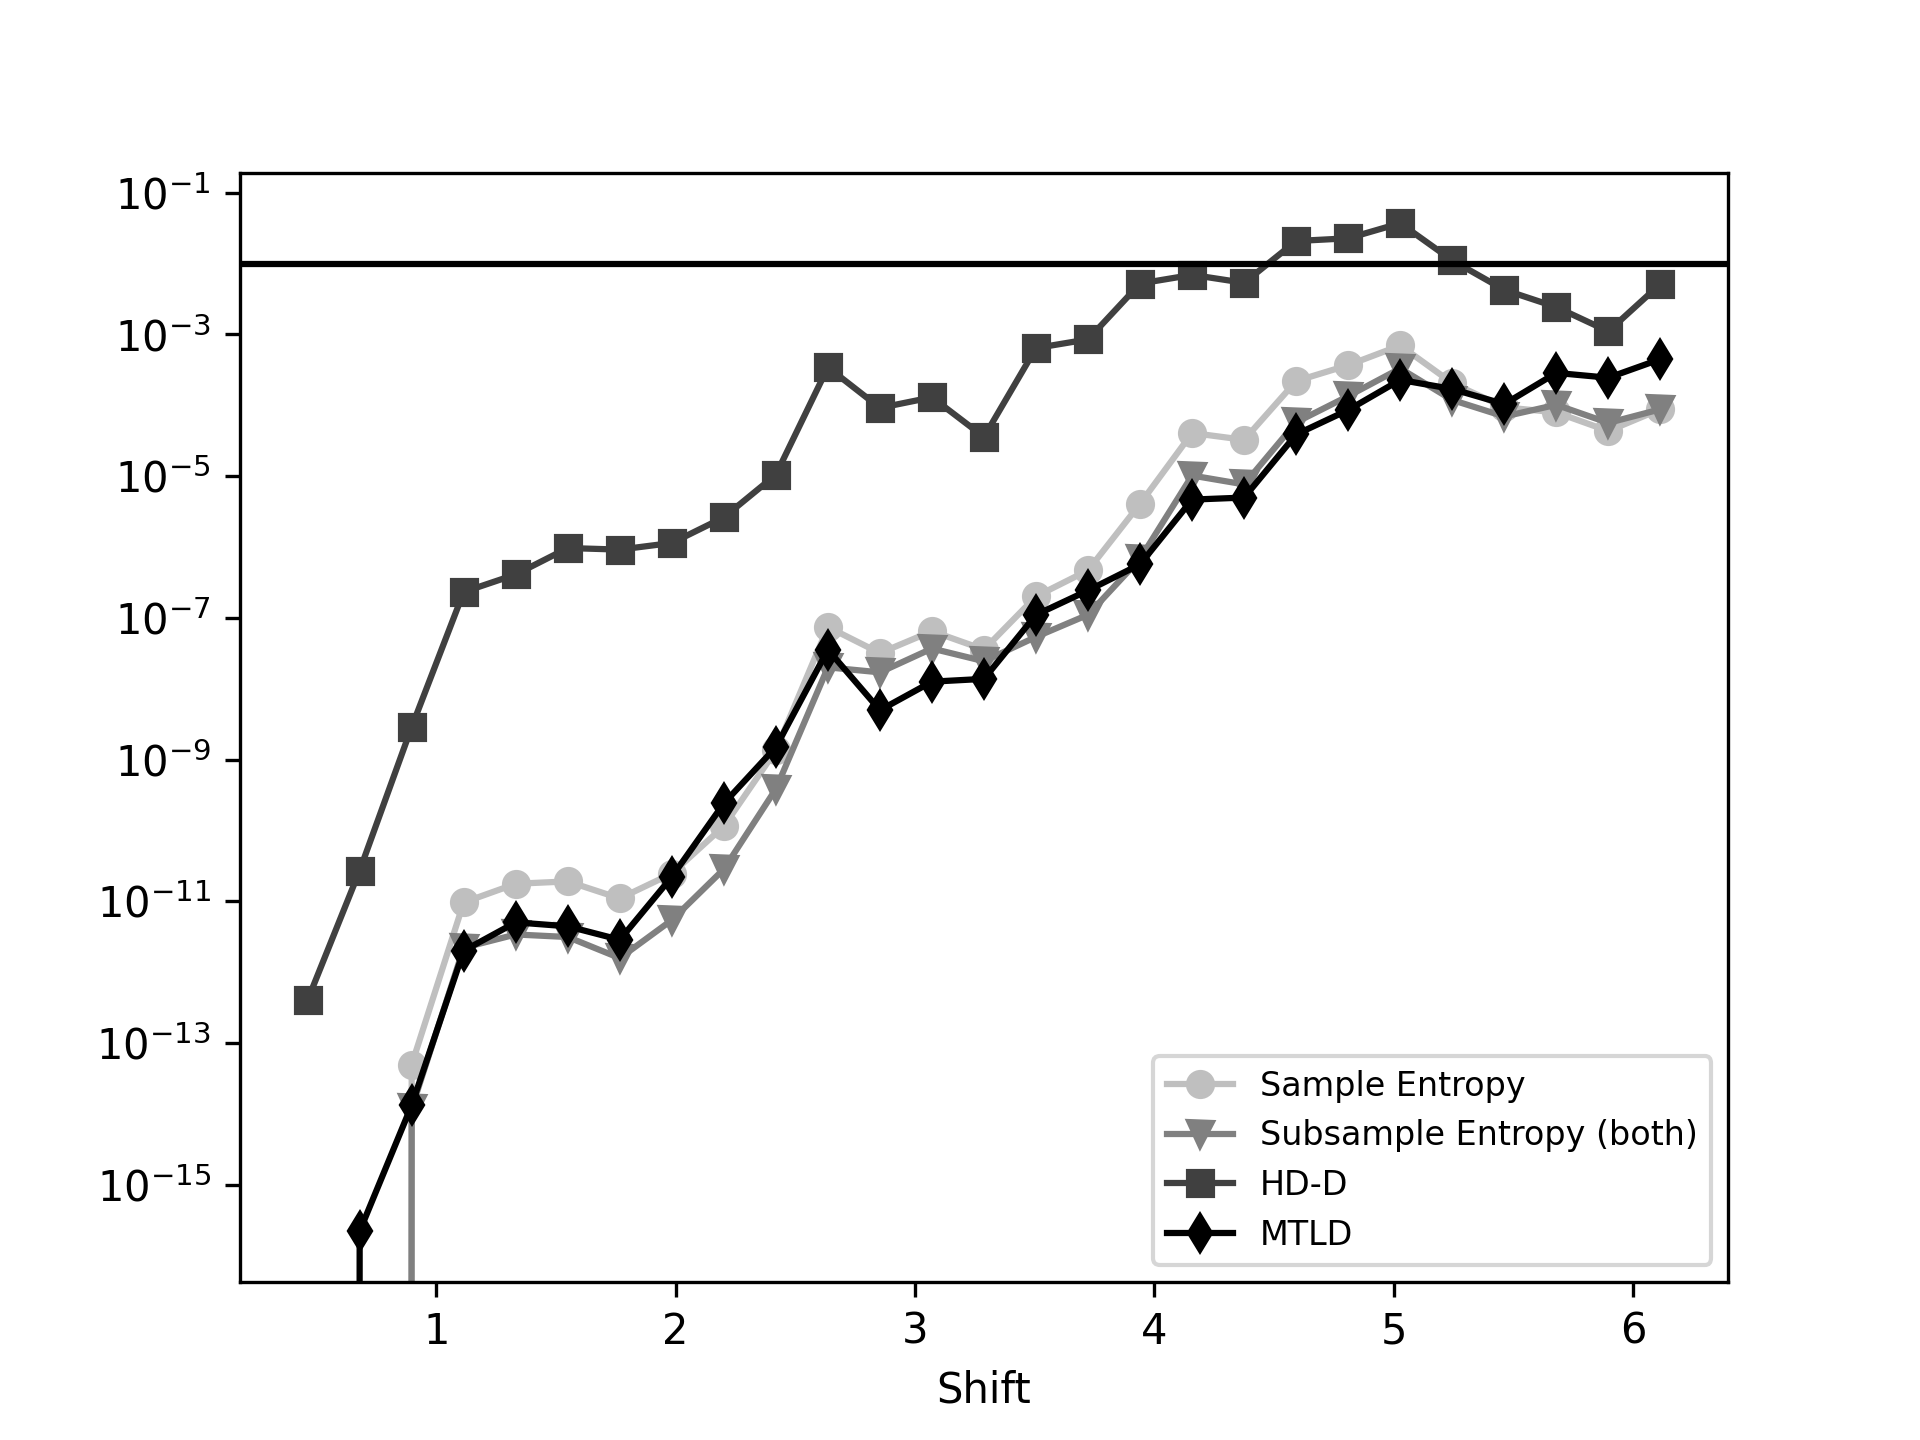 10⁻¹
10⁻³
10⁻⁵
10⁻⁷
10⁻⁹
10⁻¹¹
10⁻¹³
10⁻¹⁵
Sample Entropy
Subsample Entropy (both)
HD-D
MTLD
1 2 3 4 5 6
Shift